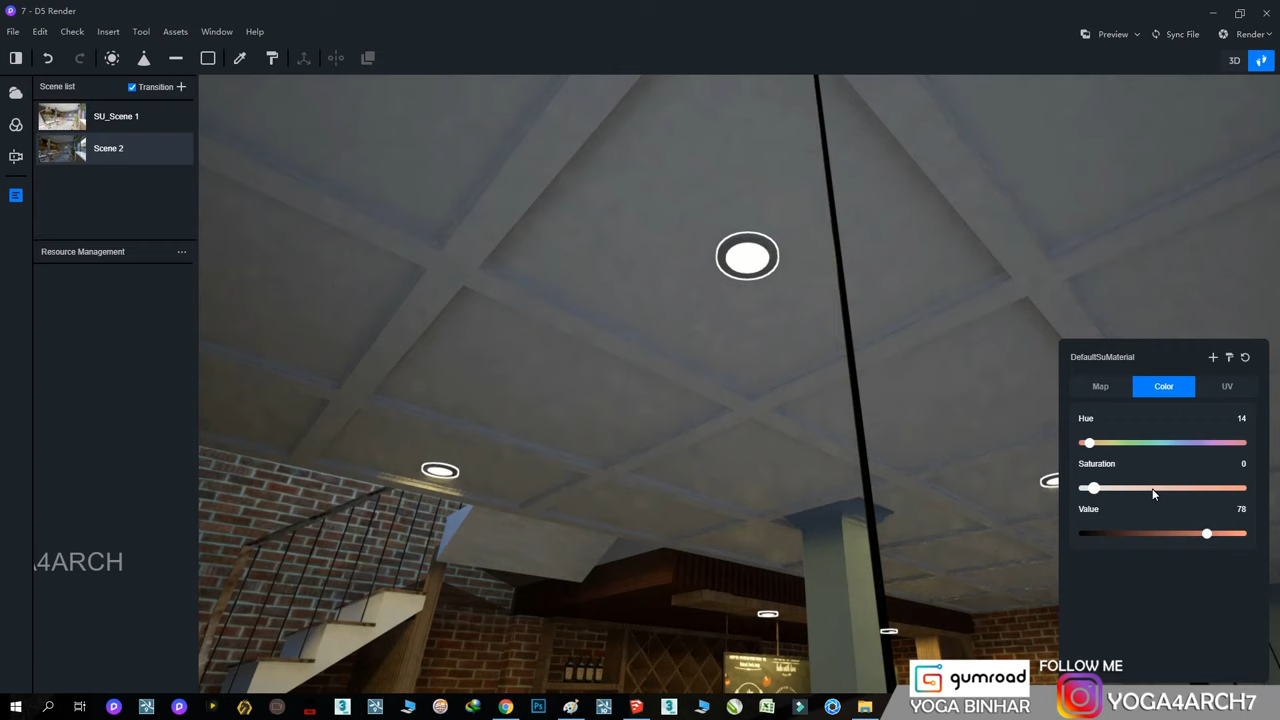 7 - D5 Render
File Edit Check Insert Tool Assets Window Help
Preview Sync File Render
3D
Scene list Transition
SU_Scene 1
Scene 2
Resource Management
DefaultSuMaterial
Map Color UV
Hue 14
Saturation 0
Value 78
A4ARCH
gumroad
YOGA BINHAR
FOLLOW ME
YOGA4ARCH7